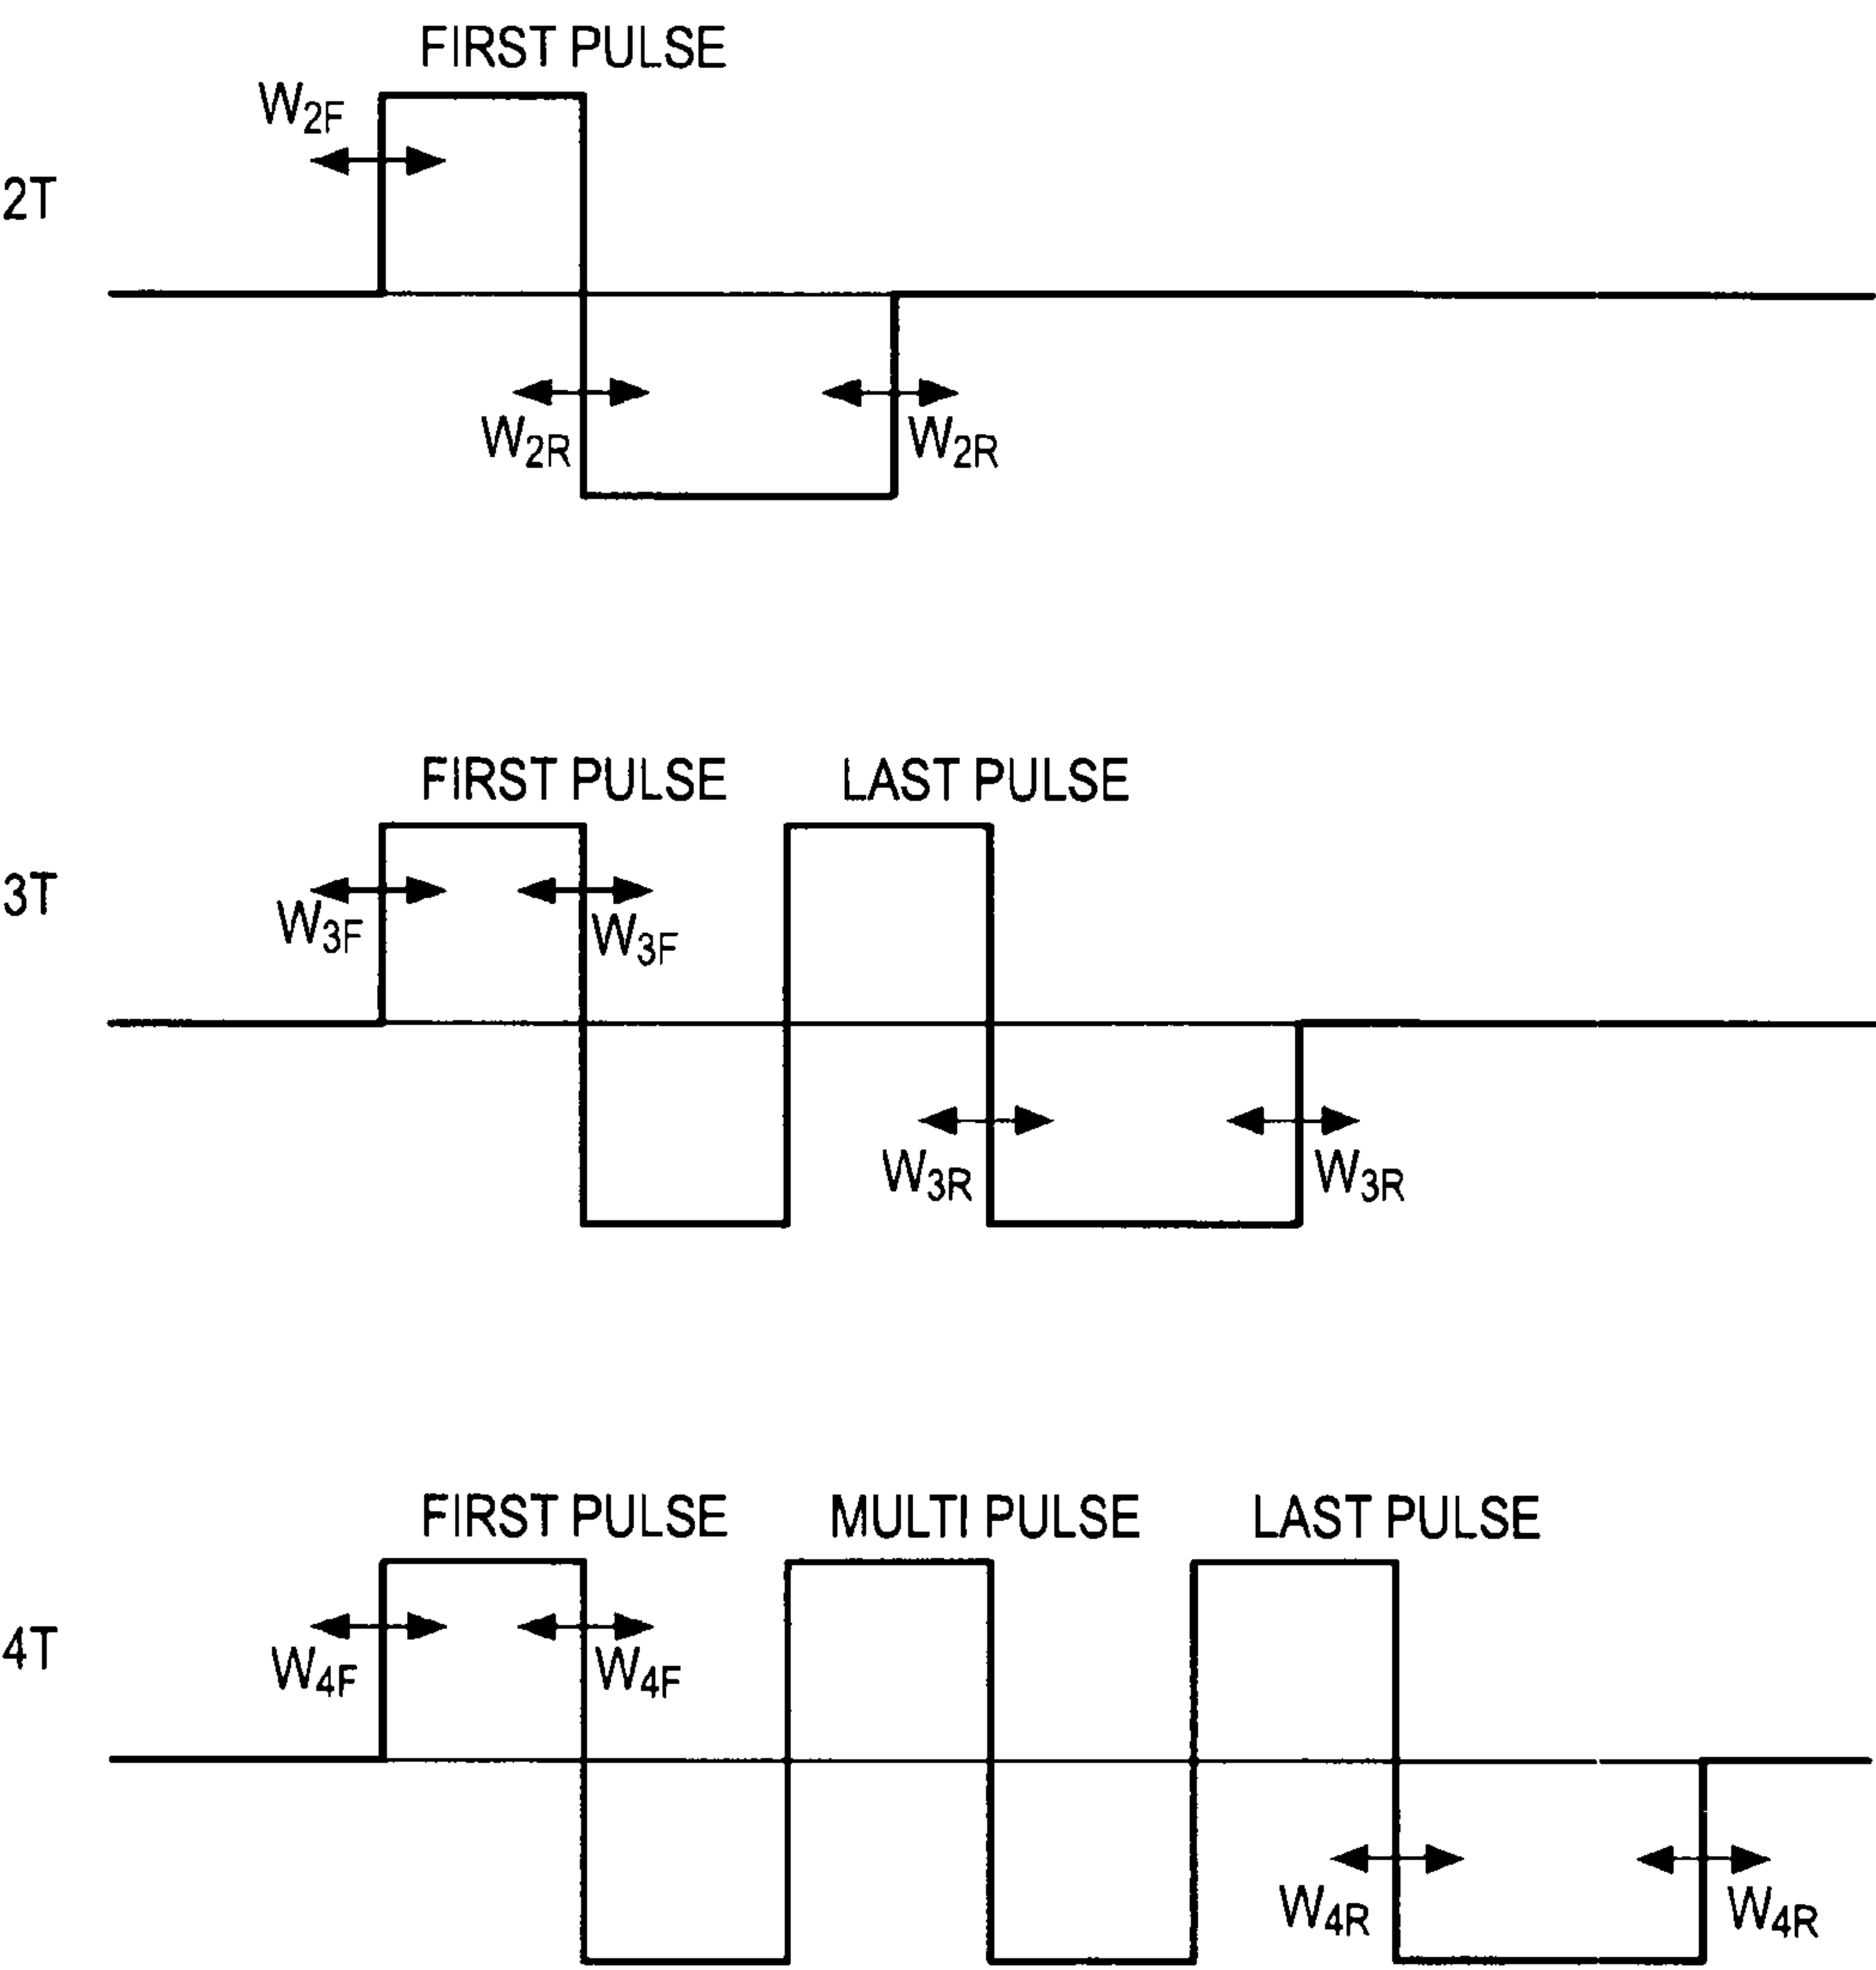 FIRST PULSE
W2F
2T
W2R
W2R
FIRST PULSE LAST PULSE
3T
W3F
W3F
W3R
W3R
FIRST PULSE MULTI PULSE LAST PULSE
4T
W4F
W4F
W4R
W4R